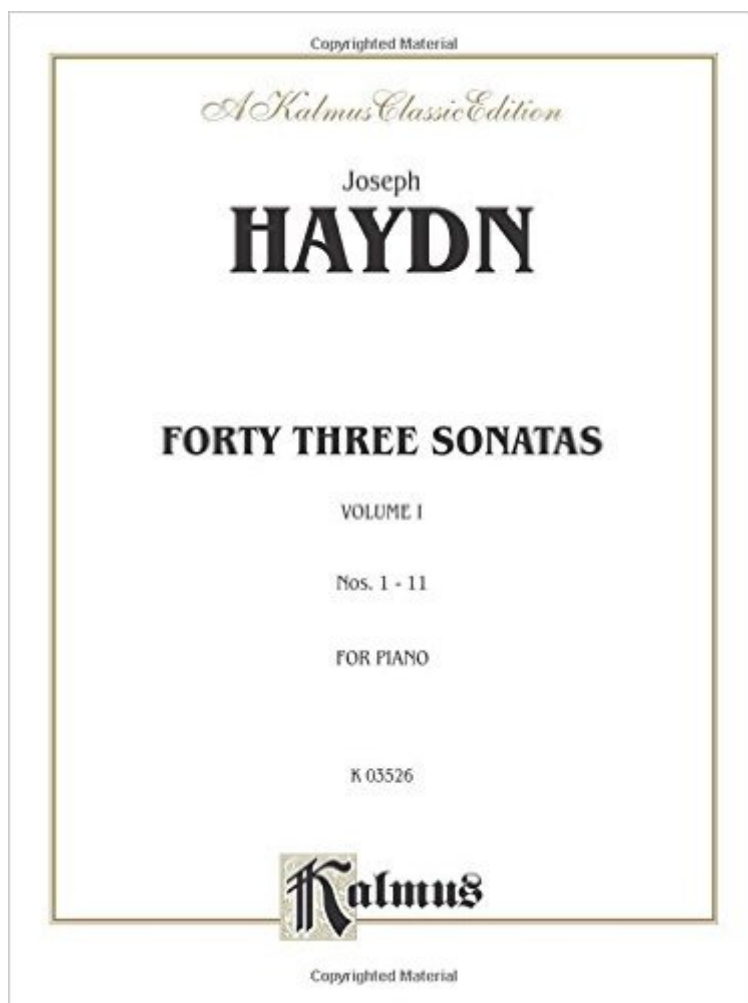 Copyrighted Material
A Kalmus Classic Edition
Joseph
HAYDN
FORTY THREE SONATAS
VOLUME I
Nos. 1 - 11
FOR PIANO
K 03526
Kalmus
Copyrighted Material